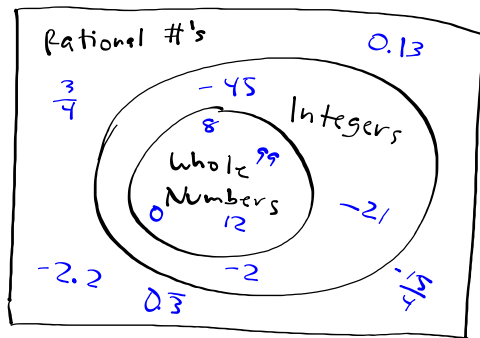 Rational #'s
0.13
3/4
-45
Integers
8
Whole 99
Numbers
0
12
-21
-2
-2.2
0.3̅
-15/4